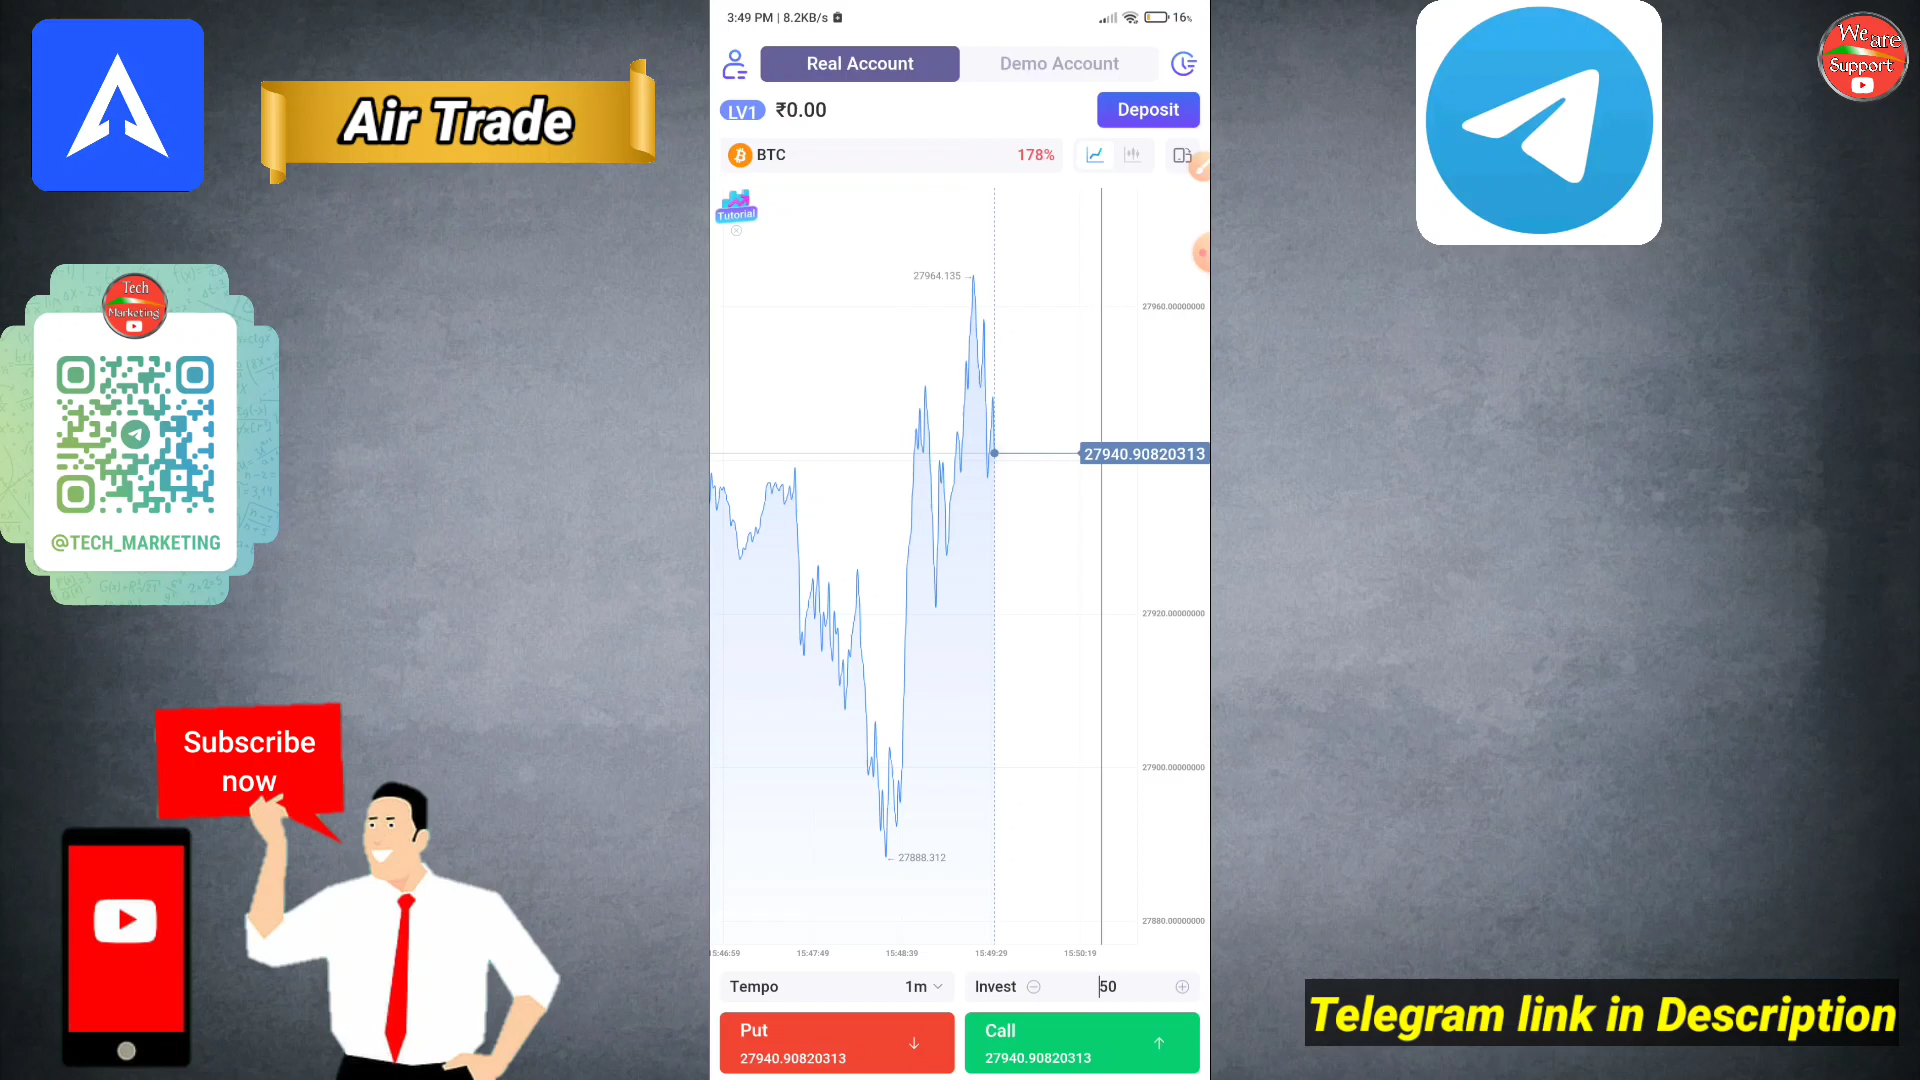 3:49 PM | 8.2KB/s
16%
Real Account
Demo Account
LV1
₹0.00
Deposit
BTC
178%
Tutorial
27964.135
27960.00000000
27940.90820313
27920.00000000
27900.00000000
27888.312
27880.00000000
15:46:59
15:47:49
15:48:39
15:49:29
15:50:19
Tempo
1m
Invest
50
Put
27940.90820313
Call
27940.90820313
Air Trade
Tech
Marketing
@TECH_MARKETING
Subscribe
now
We are
Support
Telegram link in Description